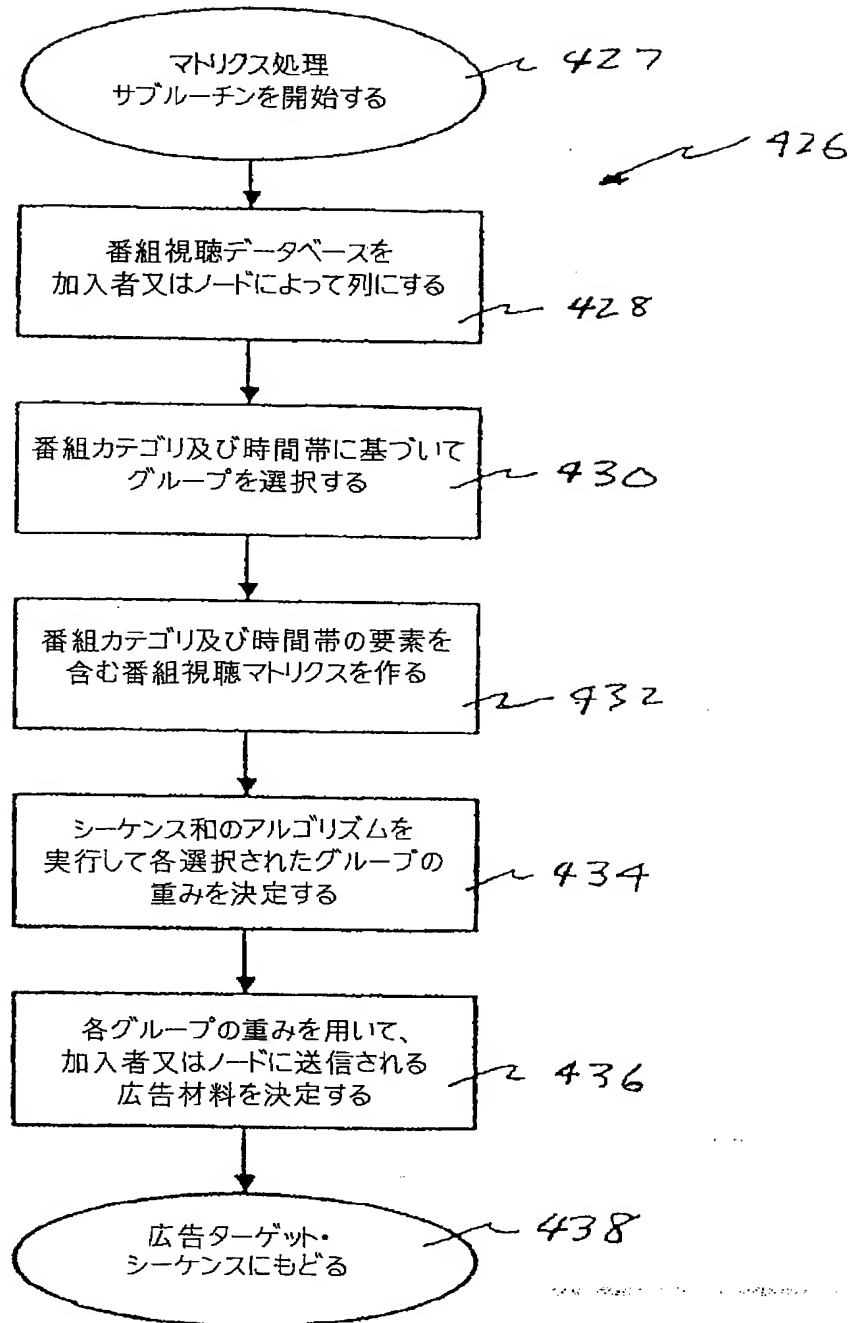 マトリクス処理
サブルーチンを開始する
427
426
番組視聴データベースを
加入者又はノードによって列にする
428
番組カテゴリ及び時間帯に基づいて
グループを選択する
430
番組カテゴリ及び時間帯の要素を
含む番組視聴マトリクスを作る
432
シーケンス和のアルゴリズムを
実行して各選択されたグループの
重みを決定する
434
各グループの重みを用いて、
加入者又はノードに送信される
広告材料を決定する
436
広告ターゲット・
シーケンスにもどる
438